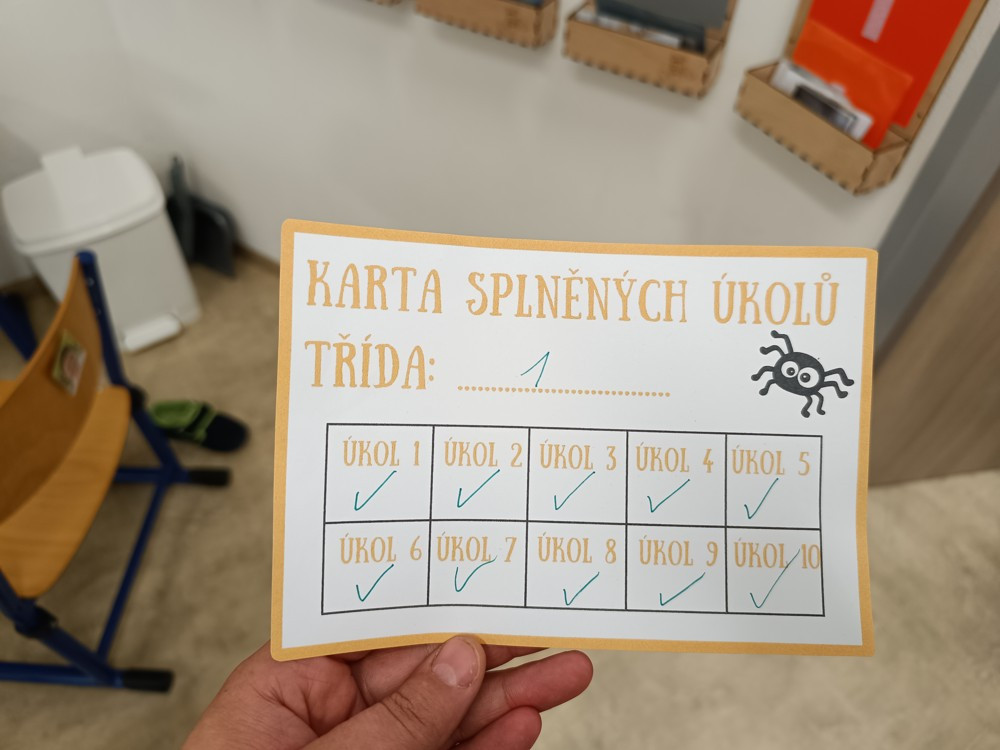 KARTA SPLNĚNÝCH ÚKOLŮ
TŘÍDA: 1
ÚKOL 1 ÚKOL 2 ÚKOL 3 ÚKOL 4 ÚKOL 5
ÚKOL 6 ÚKOL 7 ÚKOL 8 ÚKOL 9 ÚKOL 10